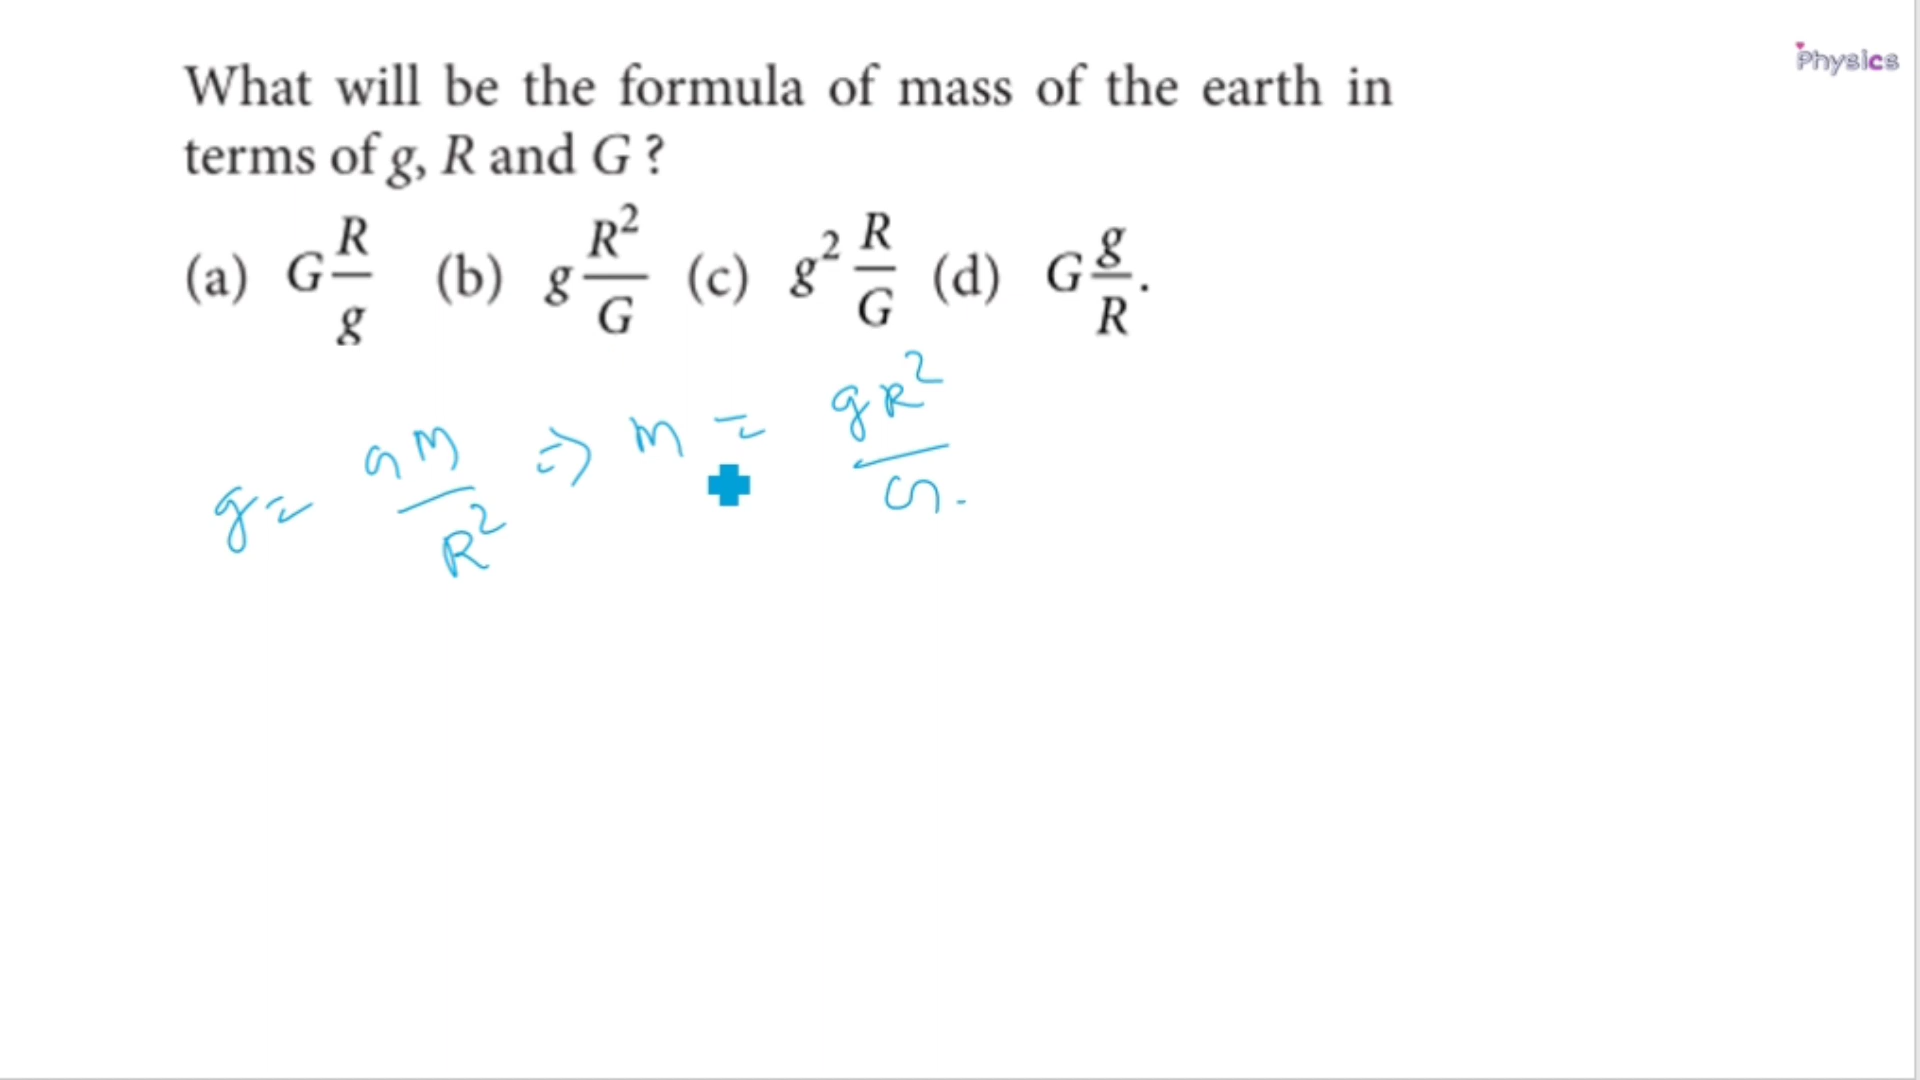 Physics
What will be the formula of mass of the earth in
terms of g, R and G ?
(a) G R/g (b) g R²/G (c) g² R/G (d) G g/R.
g = GM/R² ⇒ M = gR²/G.